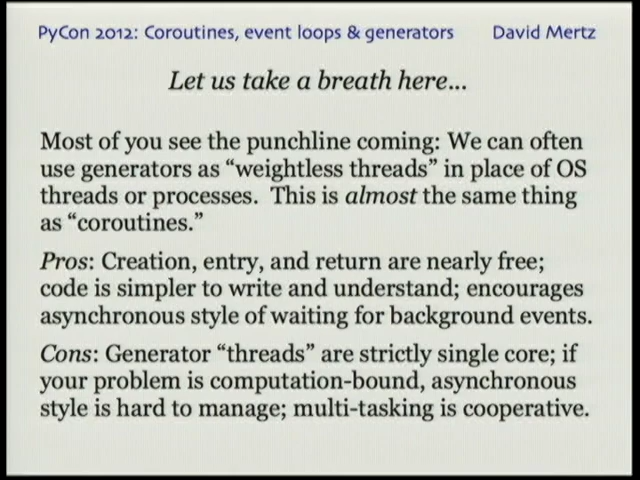 PyCon 2012: Coroutines, event loops & generators David Mertz
Let us take a breath here...
Most of you see the punchline coming: We can often
use generators as “weightless threads” in place of OS
threads or processes. This is almost the same thing
as “coroutines.”
Pros: Creation, entry, and return are nearly free;
code is simpler to write and understand; encourages
asynchronous style of waiting for background events.
Cons: Generator “threads” are strictly single core; if
your problem is computation-bound, asynchronous
style is hard to manage; multi-tasking is cooperative.